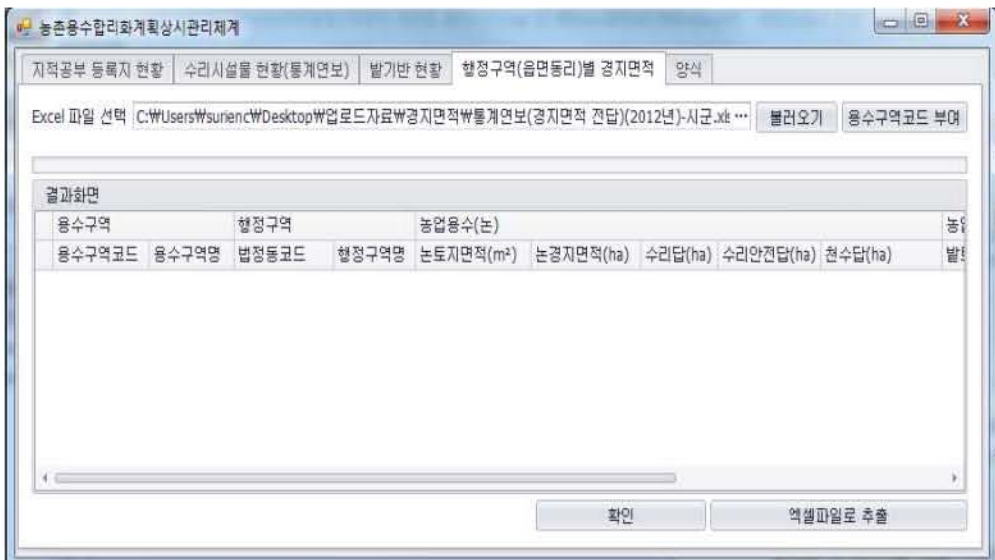 농촌용수합리화계획상시관리체계
지적공부 등록지 현황 수리시설물 현황(통계연보) 밭기반 현황 행정구역(읍면동리)별 경지면적 양식
Excel 파일 선택 C:₩Users₩surienc₩Desktop₩업로드자료₩경지면적₩통계연보(경지면적 전답)(2012년)-시군.xls ··· 불러오기 용수구역코드 부여
결과화면
용수구역 행정구역 농업용수(논)
용수구역코드 용수구역명 법정동코드 행정구역명 논토지면적(m²) 논경지면적(ha) 수리답(ha) 수리안전답(ha) 천수답(ha)
확인 엑셀파일로 추출